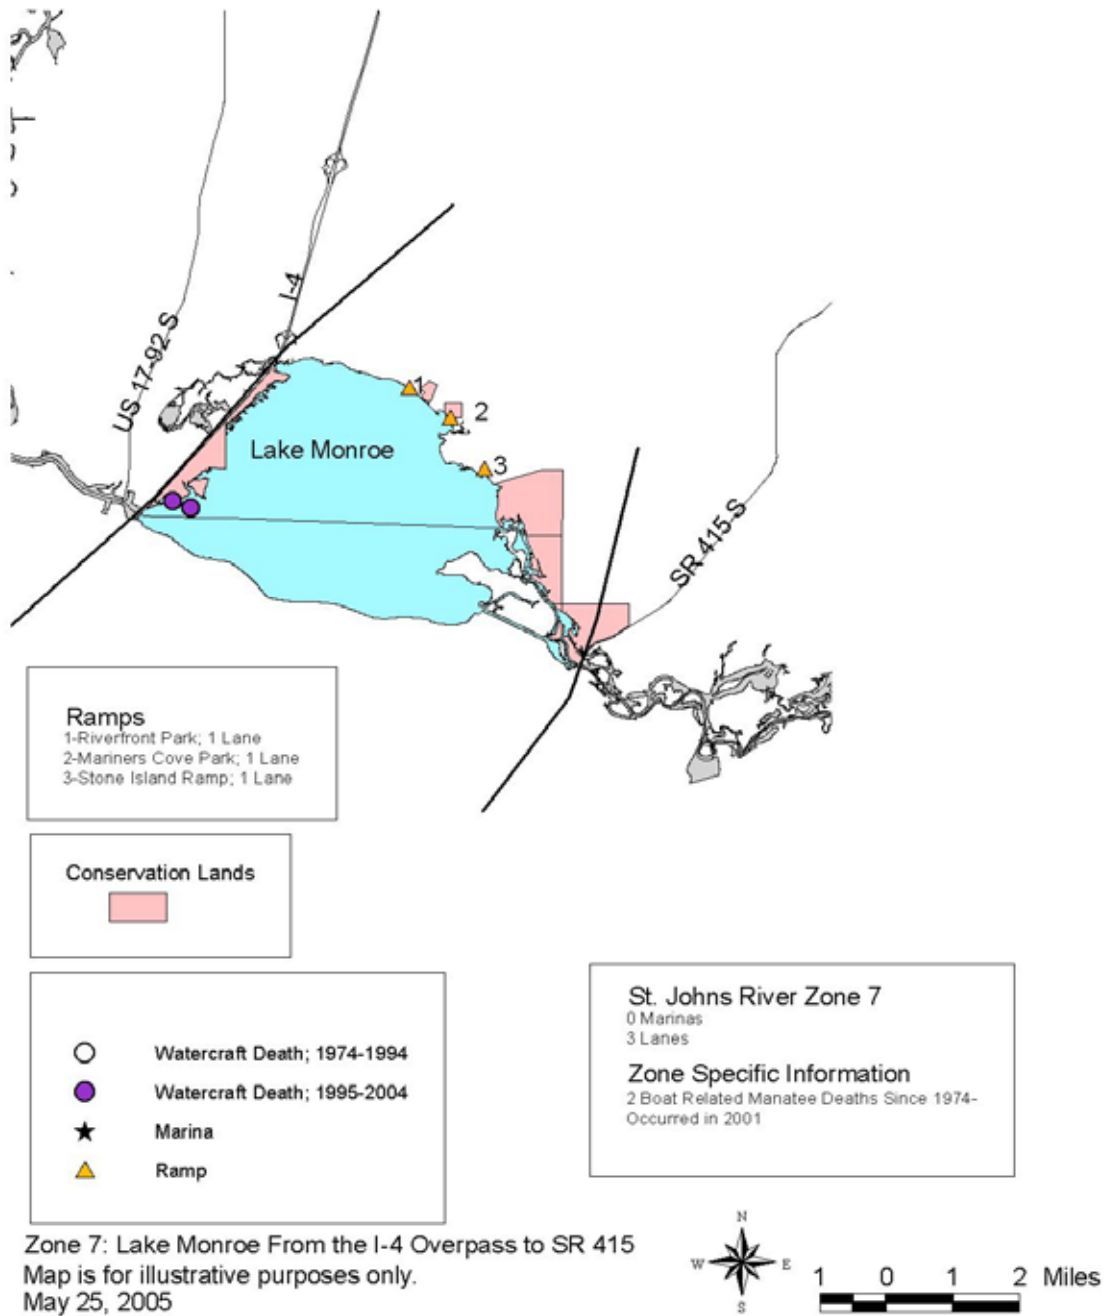 I-4
US 17-92 S
1
2
Lake Monroe
3
SR 415-S
Ramps
1-Riverfront Park; 1 Lane
2-Mariners Cove Park; 1 Lane
3-Stone Island Ramp; 1 Lane
Conservation Lands
Watercraft Death; 1974-1994
Watercraft Death; 1995-2004
Marina
Ramp
St. Johns River Zone 7
0 Marinas
3 Lanes
Zone Specific Information
2 Boat Related Manatee Deaths Since 1974-
Occurred in 2001
Zone 7: Lake Monroe From the I-4 Overpass to SR 415
Map is for illustrative purposes only.
May 25, 2005
N
W E
S
1 0 1 2 Miles